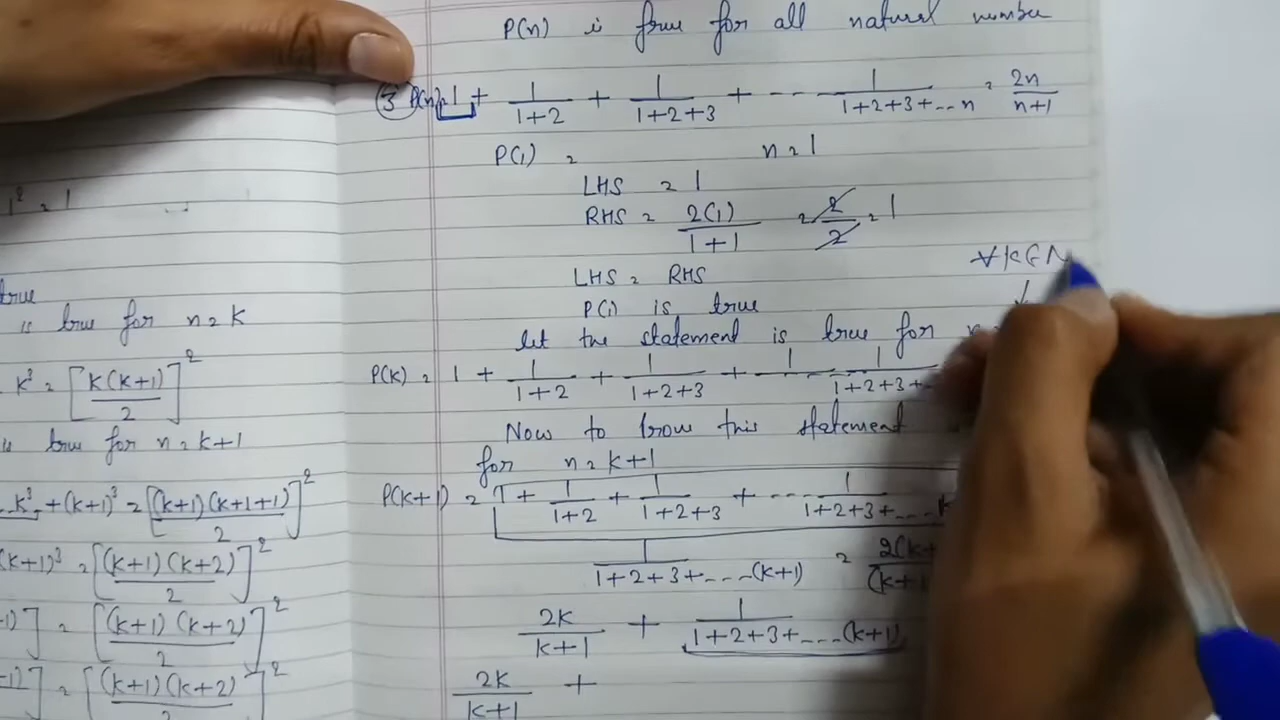 1² = 1
true
is true for n = k
k³ = [k(k+1)/2]²
is true for n = k+1
k³ + (k+1)³ = [(k+1)(k+1+1)/2]²
(k+1)³ = [(k+1)(k+2)/2]²
] = [(k+1)(k+2)/2]²
] = [(k+1)(k+2)/2]²
P(n) is true for all natural number
③ P(n) = 1 + 1/1+2 + 1/1+2+3 + --- 1/1+2+3+--n = 2n/n+1
P(1) = n = 1
LHS = 1
RHS = 2(1)/1+1 = 2/2 = 1
∀ k ∈ N
LHS = RHS
P(1) is true
let the statement is true for
P(k) = 1 + 1/1+2 + 1/1+2+3 + --- 1/1+2+3+
Now to prove this statement
for n = k+1
P(k+1) = 1 + 1/1+2 + 1/1+2+3 + --- 1/1+2+3+....k
1/1+2+3+----(k+1) = 2(k+/(k+1
2k/k+1 + 1/1+2+3+----(k+1)
2k/k+1 +